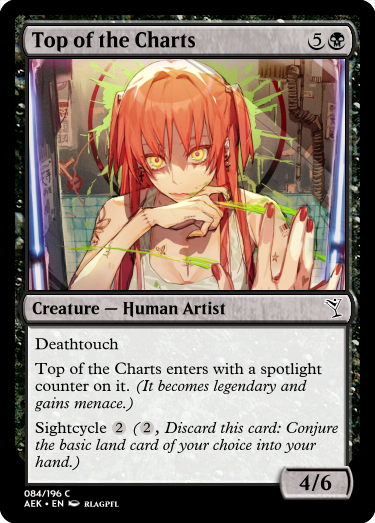 Top of the Charts 5
Creature — Human Artist
Deathtouch
Top of the Charts enters with a spotlight
counter on it. (It becomes legendary and
gains menace.)
Sightcycle 2 (2, Discard this card: Conjure
the basic land card of your choice into your
hand.)
4/6
084/196 C
AEK • EN RLAGPFL